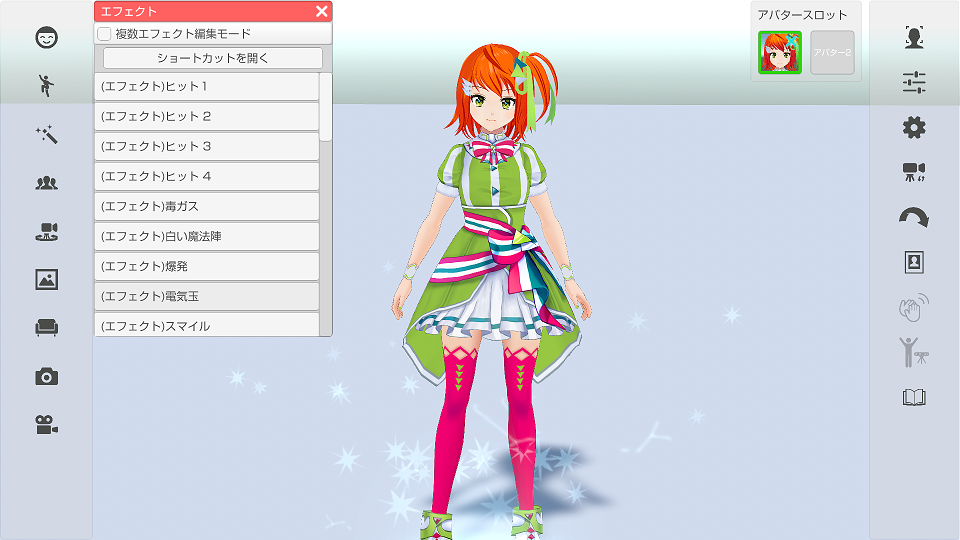 エフェクト
複数エフェクト編集モード
ショートカットを開く
(エフェクト)ヒット1
(エフェクト)ヒット2
(エフェクト)ヒット3
(エフェクト)ヒット4
(エフェクト)毒ガス
(エフェクト)白い魔法陣
(エフェクト)爆発
(エフェクト)電気玉
(エフェクト)スマイル
アバタースロット
アバター2